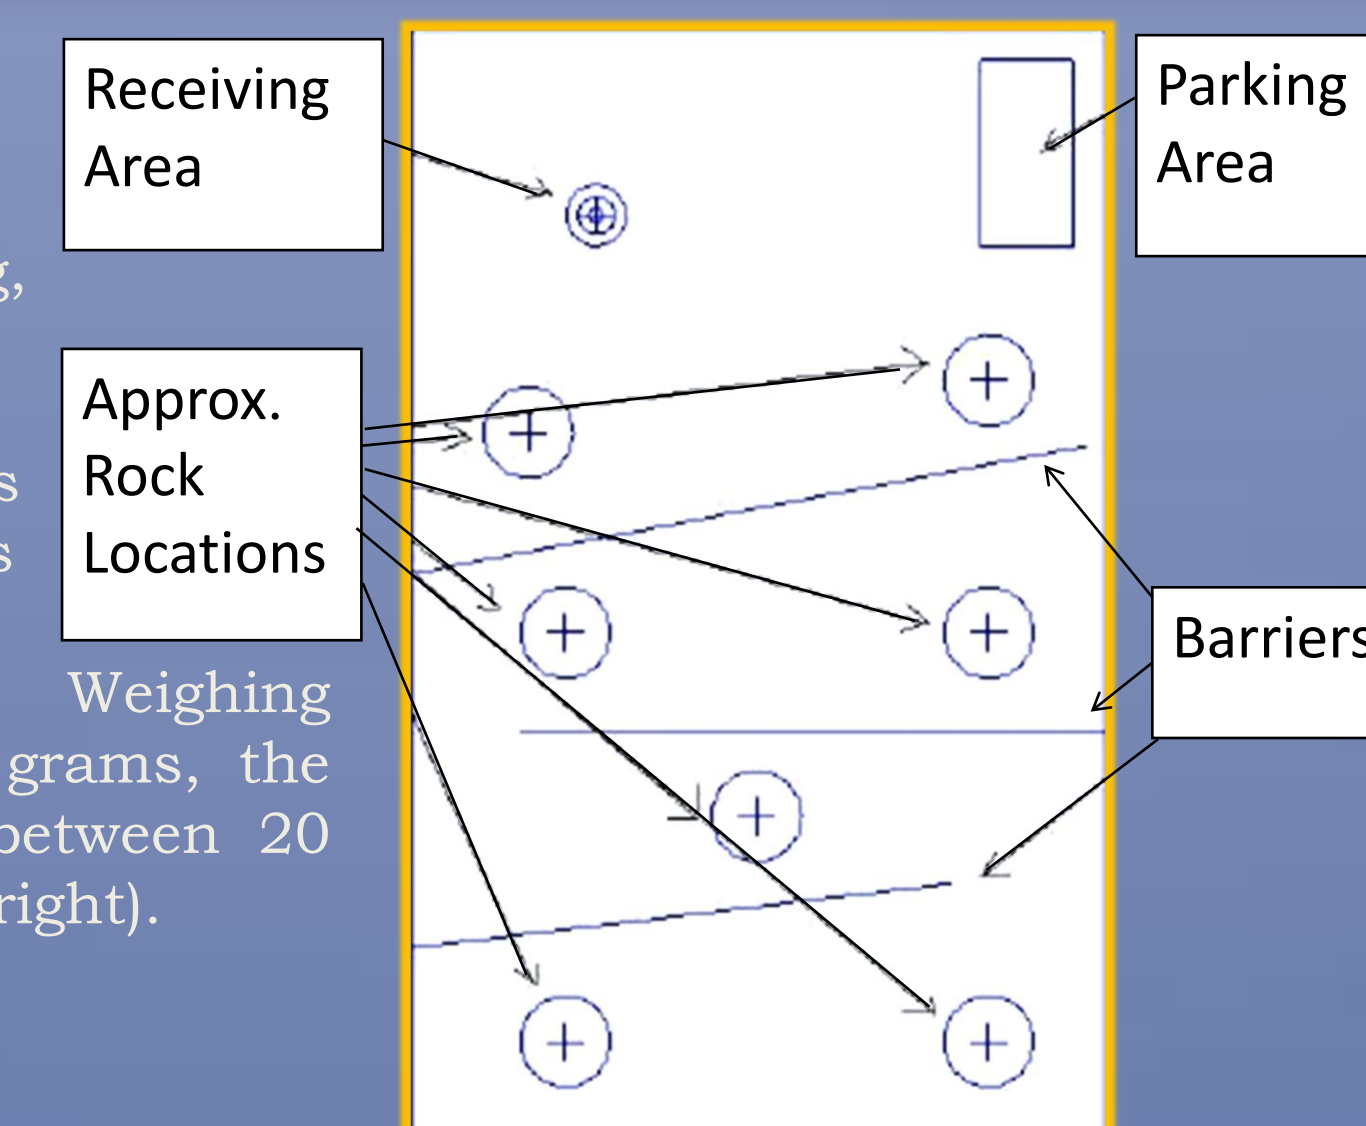 Receiving
Area
Parking
Area
Approx.
Rock
Locations
Barriers
Weighing
grams, the
between 20
right).